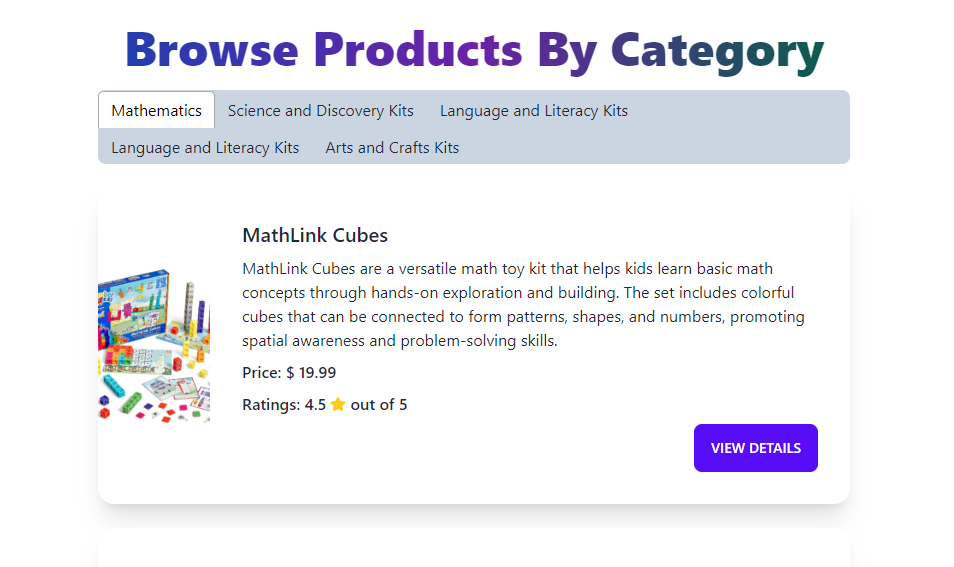 Browse Products By Category
Mathematics Science and Discovery Kits Language and Literacy Kits
Language and Literacy Kits Arts and Crafts Kits
MathLink Cubes
MathLink Cubes are a versatile math toy kit that helps kids learn basic math
concepts through hands-on exploration and building. The set includes colorful
cubes that can be connected to form patterns, shapes, and numbers, promoting
spatial awareness and problem-solving skills.
Price: $ 19.99
Ratings: 4.5 ⭐ out of 5
VIEW DETAILS